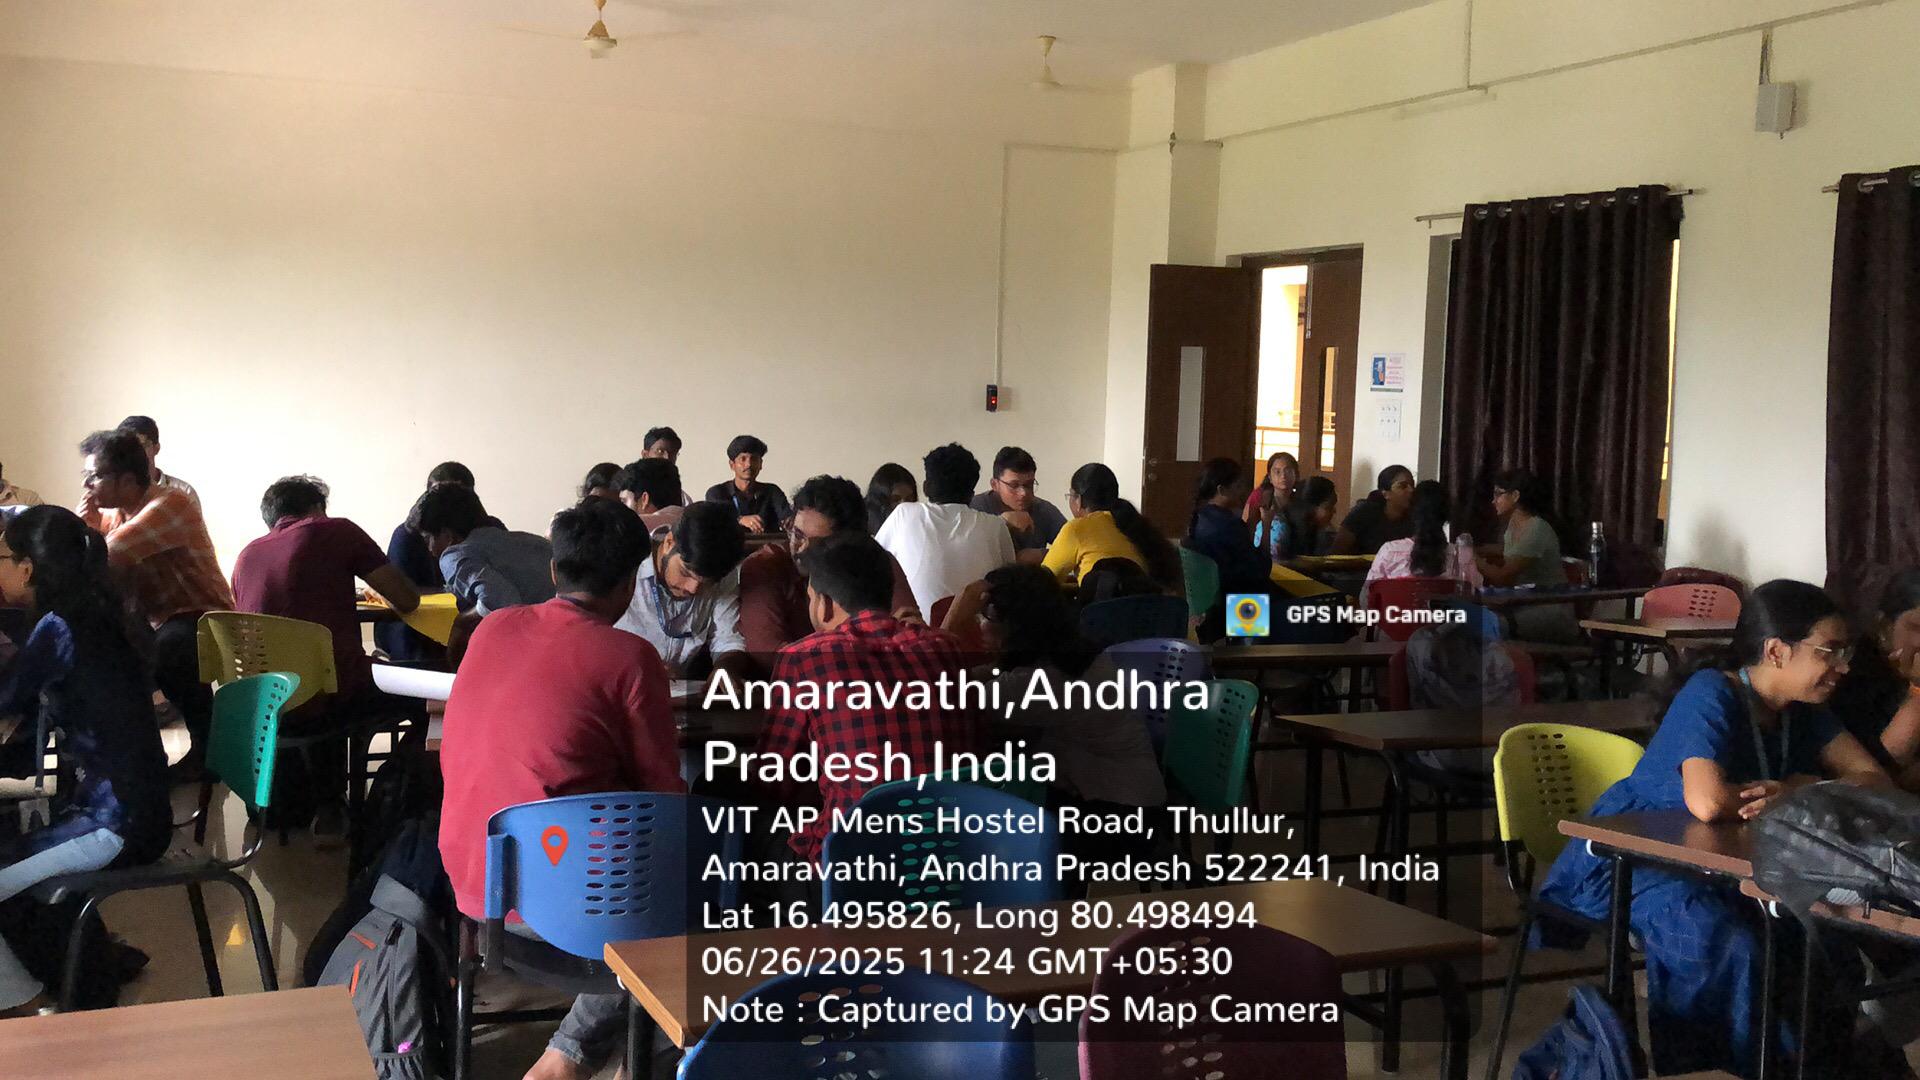 GPS Map Camera
Amaravathi,Andhra
Pradesh,India
VIT AP Mens Hostel Road, Thullur,
Amaravathi, Andhra Pradesh 522241, India
Lat 16.495826, Long 80.498494
06/26/2025 11:24 GMT+05:30
Note : Captured by GPS Map Camera